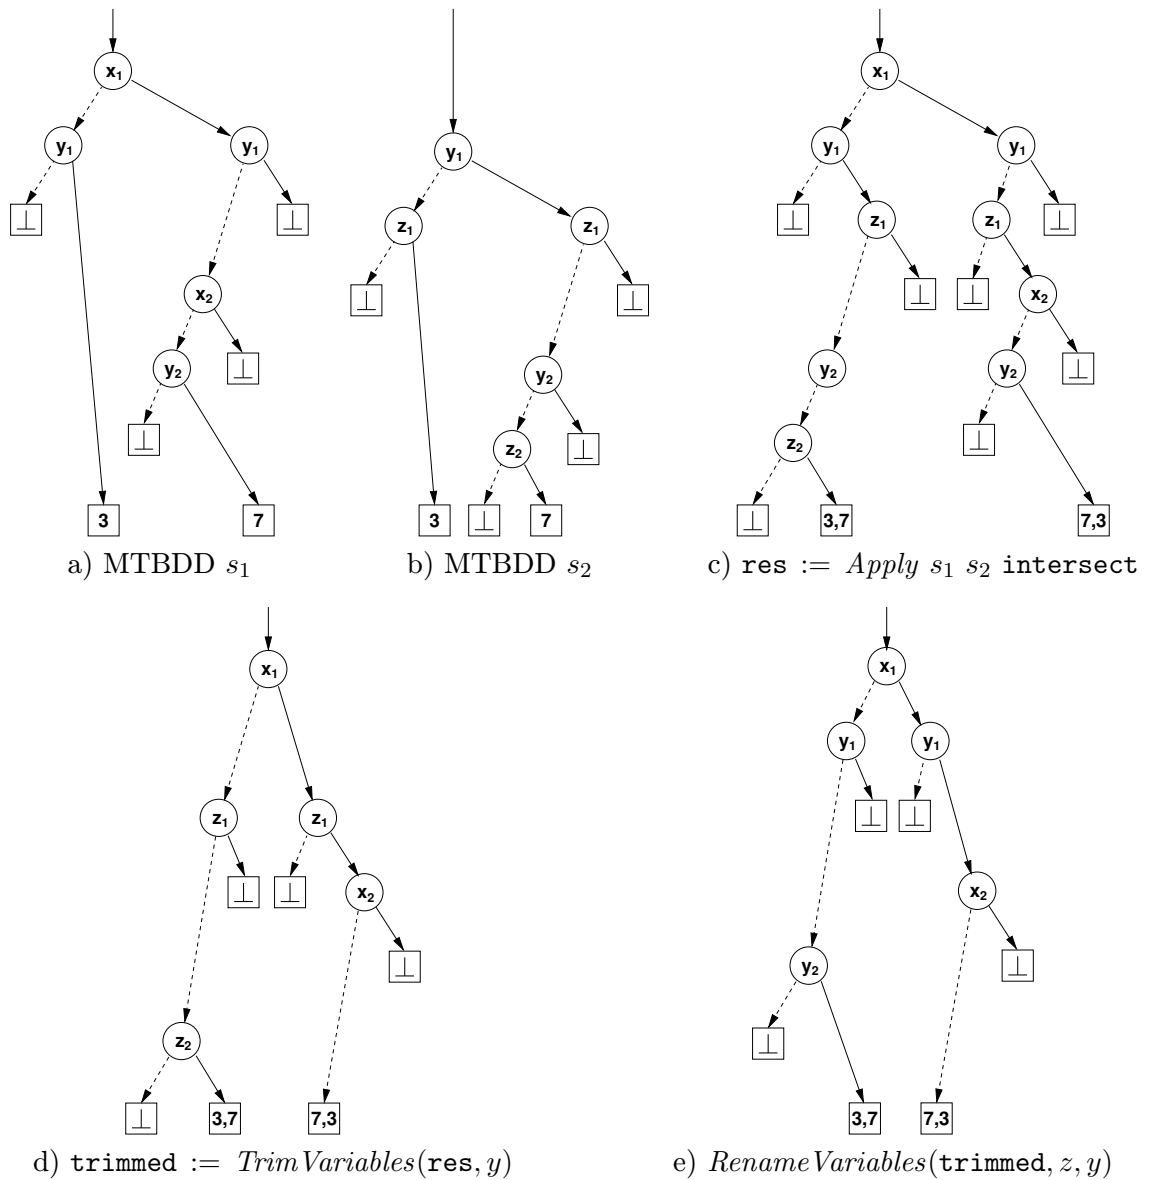 x₁ x₁
y₁ y₁ y₁ y₁ y₁
⊥ ⊥ z₁ z₁ ⊥ z₁ z₁ ⊥
x₂ ⊥ ⊥ ⊥ ⊥ x₂
y₂ ⊥ y₂ y₂ y₂ ⊥
⊥ z₂ ⊥ z₂ ⊥
3 7 3 ⊥ 7 ⊥ 3,7 7,3
a) MTBDD s₁ b) MTBDD s₂ c) res := Apply s₁ s₂ intersect
x₁ x₁
y₁ y₁
z₁ z₁ ⊥ ⊥
⊥ ⊥ x₂ x₂
⊥ y₂ ⊥
z₂ ⊥
⊥ 3,7 7,3 3,7 7,3
d) trimmed := TrimVariables(res, y) e) RenameVariables(trimmed, z, y)